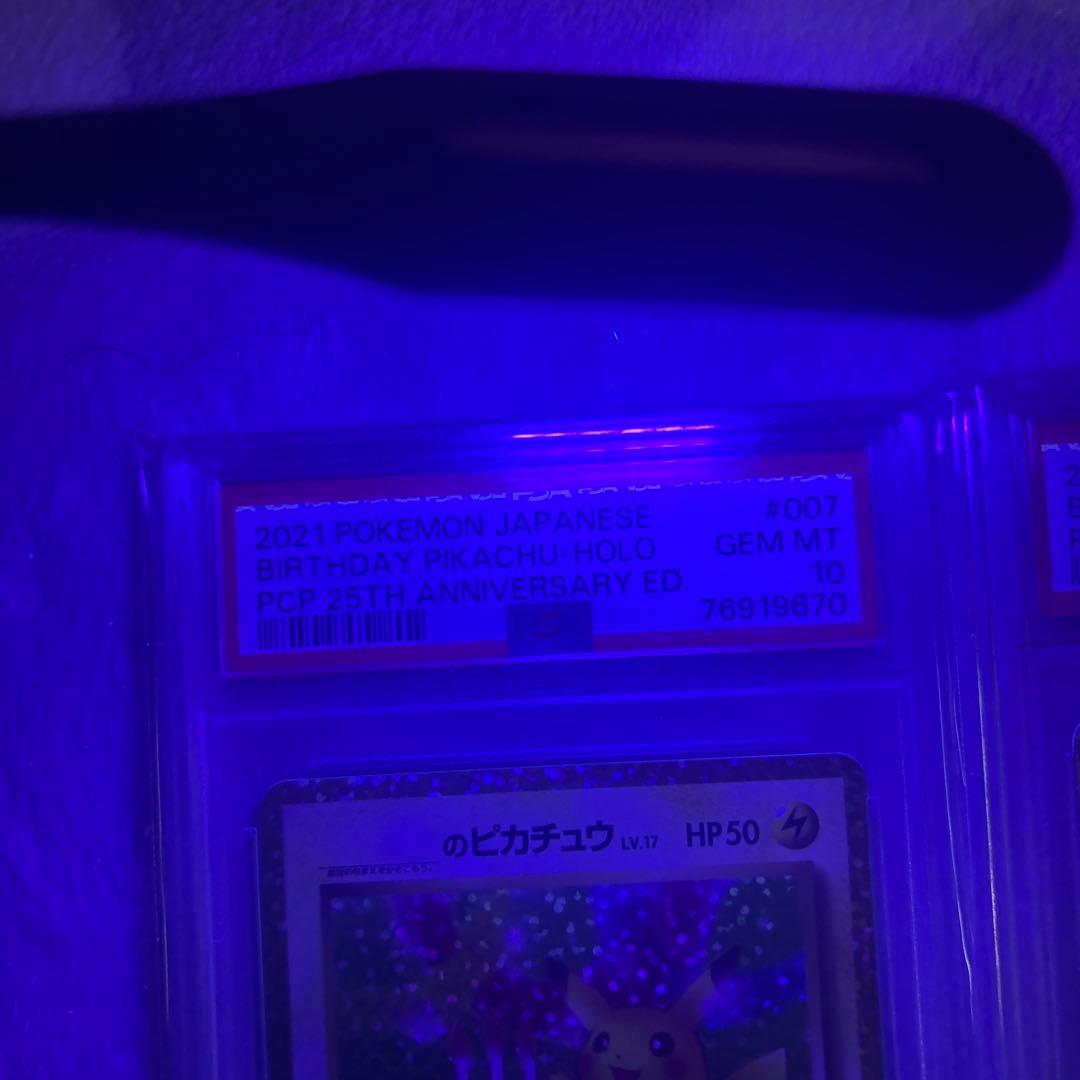 2021 POKEMON JAPANESE #007
BIRTHDAY PIKACHU-HOLO GEM MT
PCP 25TH ANNIVERSARY ED. 10
76919670
のピカチュウ LV.17 HP50